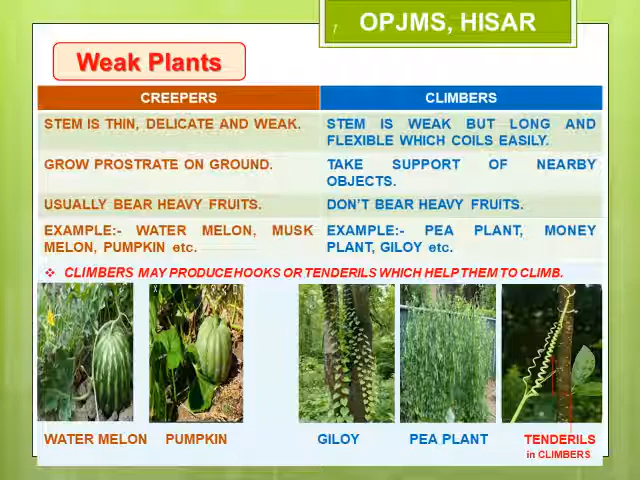 OPJMS, HISAR
Weak Plants
CREEPERS
CLIMBERS
STEM IS THIN, DELICATE AND WEAK.
STEM IS WEAK BUT LONG AND
FLEXIBLE WHICH COILS EASILY.
GROW PROSTRATE ON GROUND.
TAKE SUPPORT OF NEARBY
OBJECTS.
USUALLY BEAR HEAVY FRUITS.
DON'T BEAR HEAVY FRUITS.
EXAMPLE:- WATER MELON, MUSK
MELON, PUMPKIN etc.
EXAMPLE:- PEA PLANT, MONEY
PLANT, GILOY etc.
❖ CLIMBERS MAY PRODUCE HOOKS OR TENDERILS WHICH HELP THEM TO CLIMB.
WATER MELON
PUMPKIN
GILOY
PEA PLANT
TENDERILS
in CLIMBERS